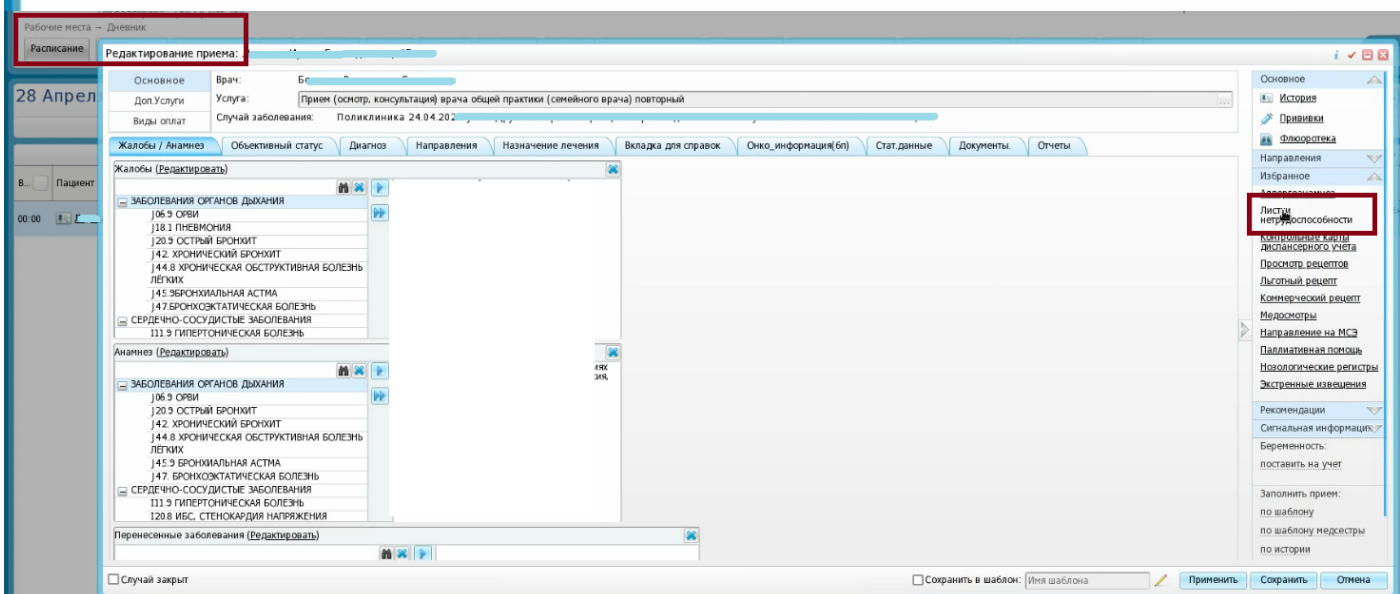 Рабочие места → Дневник
Расписание
Редактирование приема:
28 Апрел
В...
Пациент
00:00
Основное
Доп.Услуги
Виды оплат
Врач:
Услуга:
Прием (осмотр, консультация) врача общей практики (семейного врача) повторный
...
Случай заболевания: Поликлиника 24.04.202
Жалобы / Анамнез
Объективный статус
Диагноз
Направления
Назначение лечения
Вкладка для справок
Онко_информация(бп)
Стат.данные
Документы.
Отчеты
Жалобы (Редактировать)
ЗАБОЛЕВАНИЯ ОРГАНОВ ДЫХАНИЯ
J06.9 ОРВИ
J18.1 ПНЕВМОНИЯ
J20.9 ОСТРЫЙ БРОНХИТ
J42. ХРОНИЧЕСКИЙ БРОНХИТ
J44.8 ХРОНИЧЕСКАЯ ОБСТРУКТИВНАЯ БОЛЕЗНЬ
ЛЁГКИХ
J45.9БРОНХИАЛЬНАЯ АСТМА
J47.БРОНХОЭКТАТИЧЕСКАЯ БОЛЕЗНЬ
СЕРДЕЧНО-СОСУДИСТЫЕ ЗАБОЛЕВАНИЯ
I11.9 ГИПЕРТОНИЧЕСКАЯ БОЛЕЗНЬ
Анамнез (Редактировать)
ЗАБОЛЕВАНИЯ ОРГАНОВ ДЫХАНИЯ
J06.9 ОРВИ
J20.9 ОСТРЫЙ БРОНХИТ
J42. ХРОНИЧЕСКИЙ БРОНХИТ
J44.8 ХРОНИЧЕСКАЯ ОБСТРУКТИВНАЯ БОЛЕЗНЬ
ЛЁГКИХ
J45.9 БРОНХИАЛЬНАЯ АСТМА
J47. БРОНХОЭКТАТИЧЕСКАЯ БОЛЕЗНЬ
СЕРДЕЧНО-СОСУДИСТЫЕ ЗАБОЛЕВАНИЯ
I11.9 ГИПЕРТОНИЧЕСКАЯ БОЛЕЗНЬ
I20.8 ИБС, СТЕНОКАРДИЯ НАПРЯЖЕНИЯ
Перенесенные заболевания (Редактировать)
Случай закрыт
Сохранить в шаблон:
Имя шаблона
Применить
Сохранить
Отмена
Основное
История
Прививки
Флюоротека
Направления
Избранное
Аллергоанамнез
Листки
нетрудоспособности
Контрольные карты
диспансерного учета
Просмотр рецептов
Льготный рецепт
Коммерческий рецепт
Медосмотры
Направление на МСЭ
Паллиативная помощь
Нозологические регистры
Экстренные извещения
Рекомендации
Сигнальная информация
Беременность:
поставить на учет
Заполнить прием:
по шаблону
по шаблону медсестры
по истории